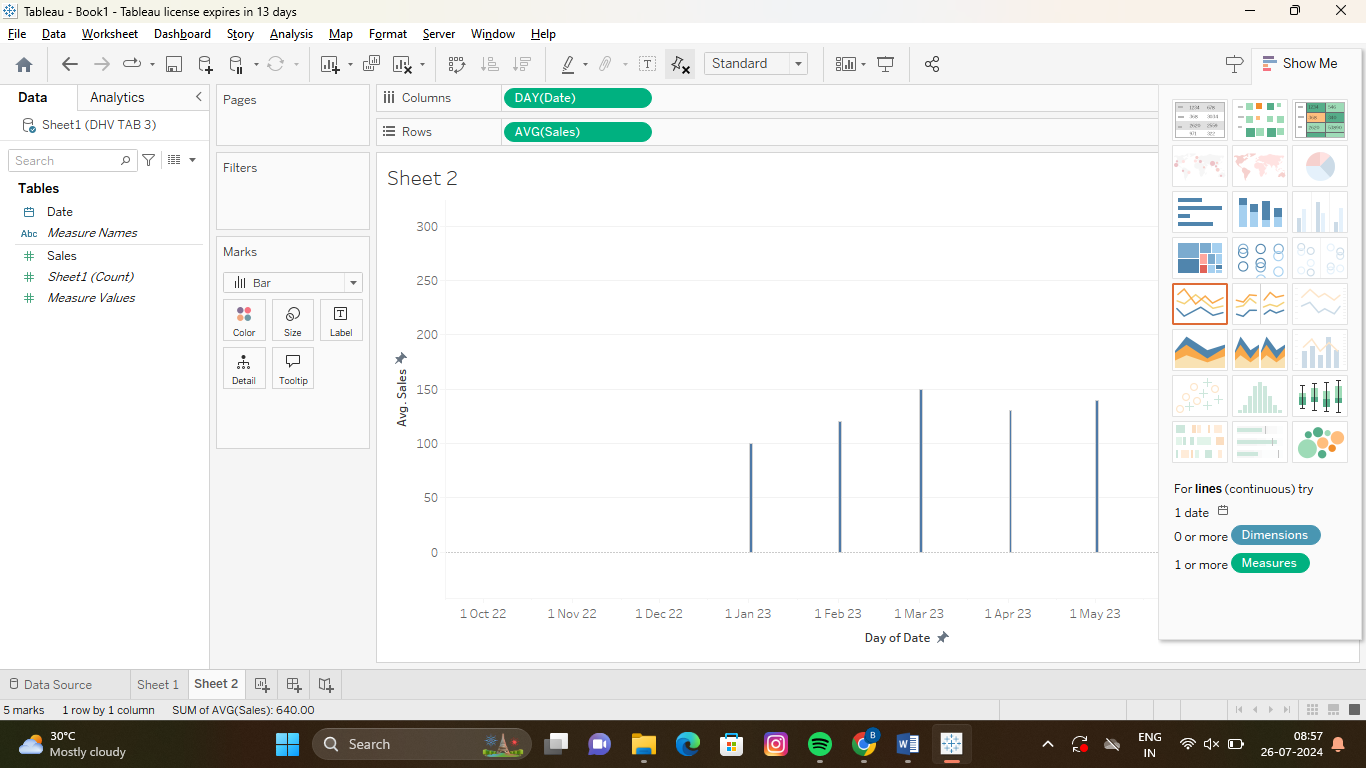 Tableau - Book1 - Tableau license expires in 13 days
File Data Worksheet Dashboard Story Analysis Map Format Server Window Help
Standard
Show Me
Data Analytics
Sheet1 (DHV TAB 3)
Search
Tables
Date
Abc Measure Names
Sales
Sheet1 (Count)
Measure Values
Pages
Filters
Marks
Bar
Color Size Label
Detail Tooltip
Columns DAY(Date)
Rows AVG(Sales)
Sheet 2
300
250
200
150
100
50
0
Avg. Sales
1 Oct 22 1 Nov 22 1 Dec 22 1 Jan 23 1 Feb 23 1 Mar 23 1 Apr 23 1 May 23
Day of Date
For lines (continuous) try
1 date
0 or more Dimensions
1 or more Measures
Data Source Sheet 1 Sheet 2
5 marks 1 row by 1 column SUM of AVG(Sales): 640.00
30°C
Mostly cloudy
Search
B
ENG
IN
08:57
26-07-2024